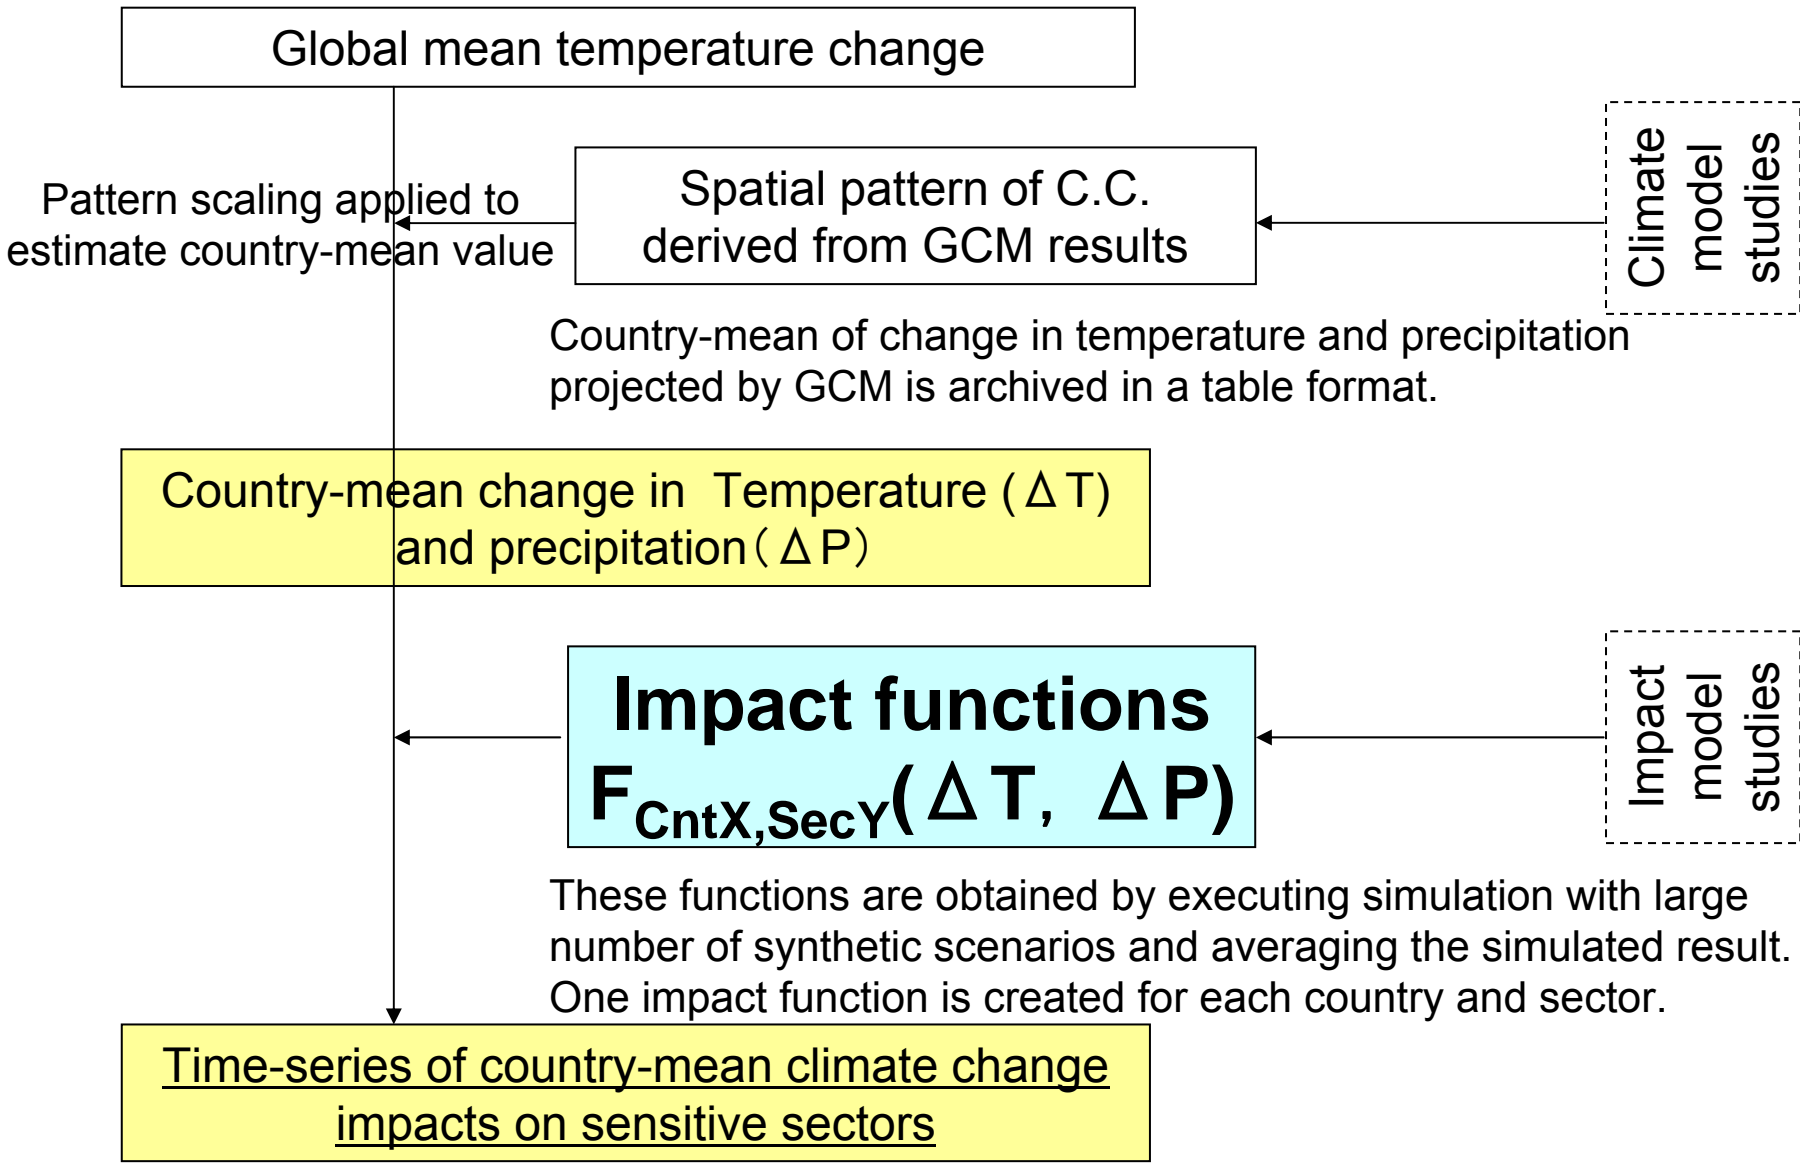 Global mean temperature change
Climate
model
studies
Spatial pattern of C.C.
derived from GCM results
Pattern scaling applied to
estimate country-mean value
Country-mean of change in temperature and precipitation
projected by GCM is archived in a table format.
Country-mean change in  Temperature (ΔT)
and precipitation（ΔP）
Impact functions
F_CntX,SecY(ΔT, ΔP)
Impact
model
studies
These functions are obtained by executing simulation with large
number of synthetic scenarios and averaging the simulated result.
One impact function is created for each country and sector.
Time-series of country-mean climate change
impacts on sensitive sectors